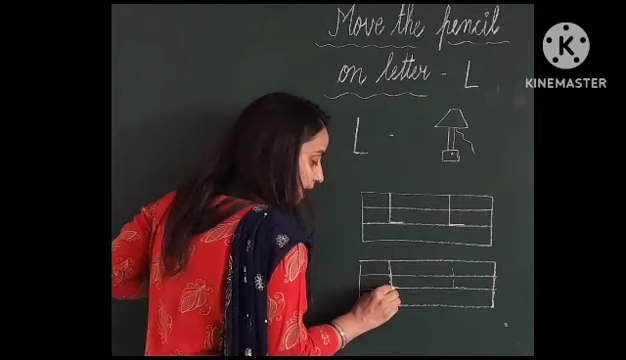 Move the pencil
on letter - L
K
KINEMASTER
L -
L L
L